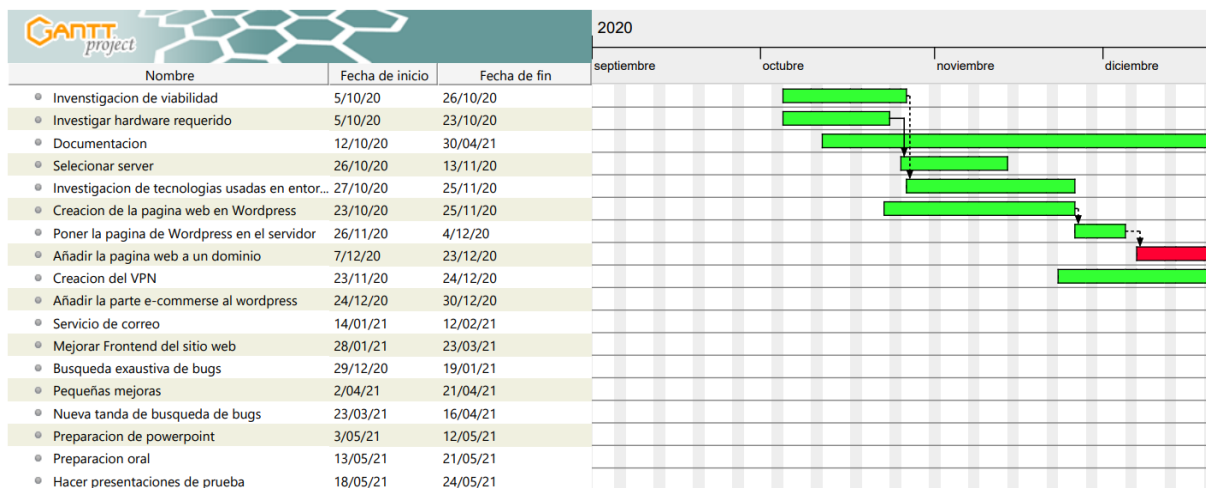 GANTT
project
2020
septiembre octubre noviembre diciembre
Nombre Fecha de inicio Fecha de fin
Invenstigacion de viabilidad 5/10/20 26/10/20
Investigar hardware requerido 5/10/20 23/10/20
Documentacion 12/10/20 30/04/21
Selecionar server 26/10/20 13/11/20
Investigacion de tecnologias usadas en entor... 27/10/20 25/11/20
Creacion de la pagina web en Wordpress 23/10/20 25/11/20
Poner la pagina de Wordpress en el servidor 26/11/20 4/12/20
Añadir la pagina web a un dominio 7/12/20 23/12/20
Creacion del VPN 23/11/20 24/12/20
Añadir la parte e-commerse al wordpress 24/12/20 30/12/20
Servicio de correo 14/01/21 12/02/21
Mejorar Frontend del sitio web 28/01/21 23/03/21
Busqueda exaustiva de bugs 29/12/20 19/01/21
Pequeñas mejoras 2/04/21 21/04/21
Nueva tanda de busqueda de bugs 23/03/21 16/04/21
Preparacion de powerpoint 3/05/21 12/05/21
Preparacion oral 13/05/21 21/05/21
Hacer presentaciones de prueba 18/05/21 24/05/21